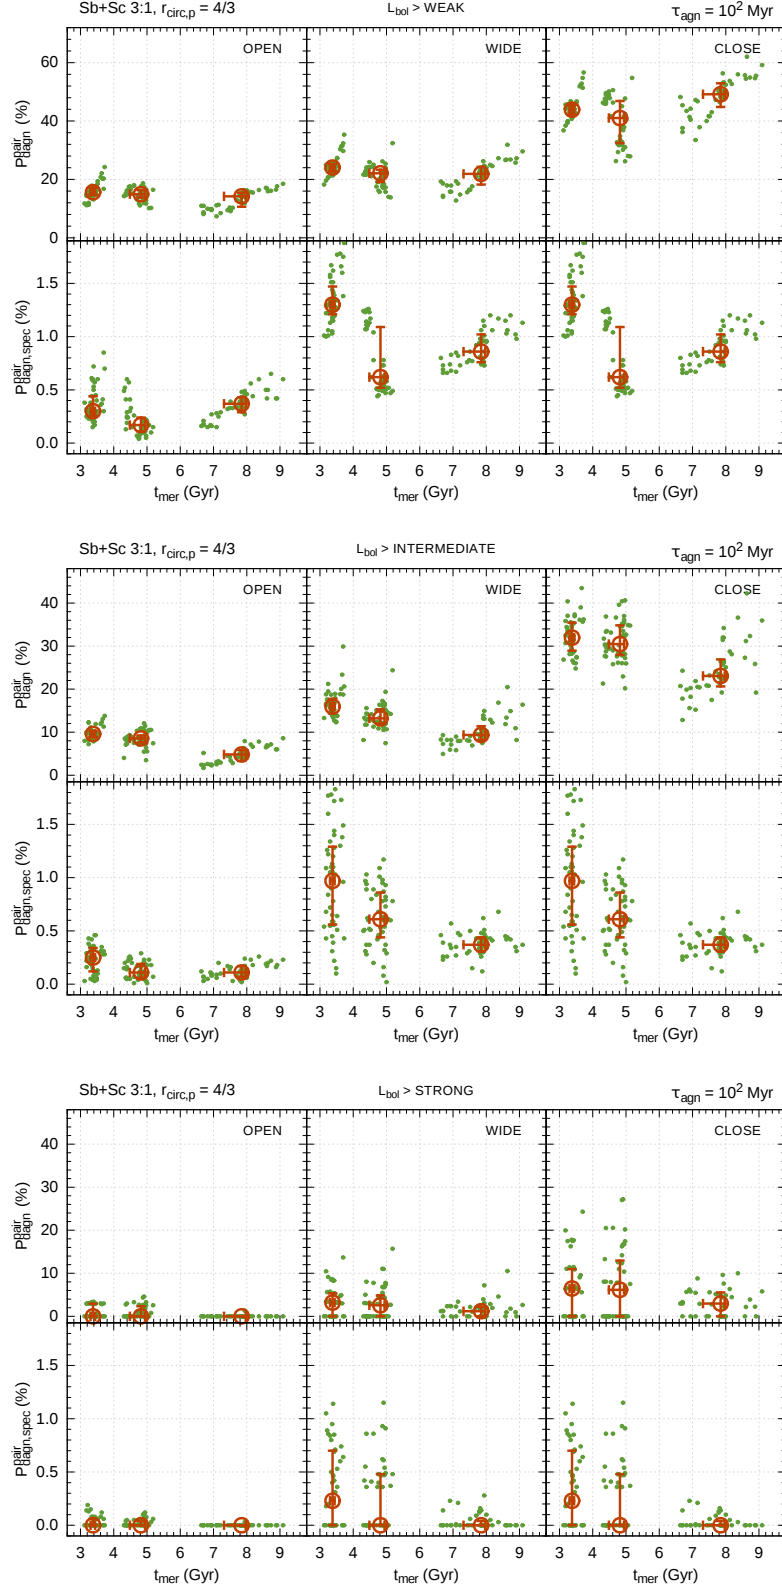 Sb+Sc 3:1, r_circ,p = 4/3 L_bol > WEAK τ_agn = 10^2 Myr
OPEN WIDE CLOSE
P^pair_dagn (%)
60
40
20
0
P^pair_dagn,spec (%)
1.5
1.0
0.5
0.0
3 4 5 6 7 8 9 3 4 5 6 7 8 9 3 4 5 6 7 8 9
t_mer (Gyr) t_mer (Gyr) t_mer (Gyr)
Sb+Sc 3:1, r_circ,p = 4/3 L_bol > INTERMEDIATE τ_agn = 10^2 Myr
OPEN WIDE CLOSE
P^pair_dagn (%)
40
30
20
10
0
P^pair_dagn,spec (%)
1.5
1.0
0.5
0.0
3 4 5 6 7 8 9 3 4 5 6 7 8 9 3 4 5 6 7 8 9
t_mer (Gyr) t_mer (Gyr) t_mer (Gyr)
Sb+Sc 3:1, r_circ,p = 4/3 L_bol > STRONG τ_agn = 10^2 Myr
OPEN WIDE CLOSE
P^pair_dagn (%)
40
30
20
10
0
P^pair_dagn,spec (%)
1.5
1.0
0.5
0.0
3 4 5 6 7 8 9 3 4 5 6 7 8 9 3 4 5 6 7 8 9
t_mer (Gyr) t_mer (Gyr) t_mer (Gyr)